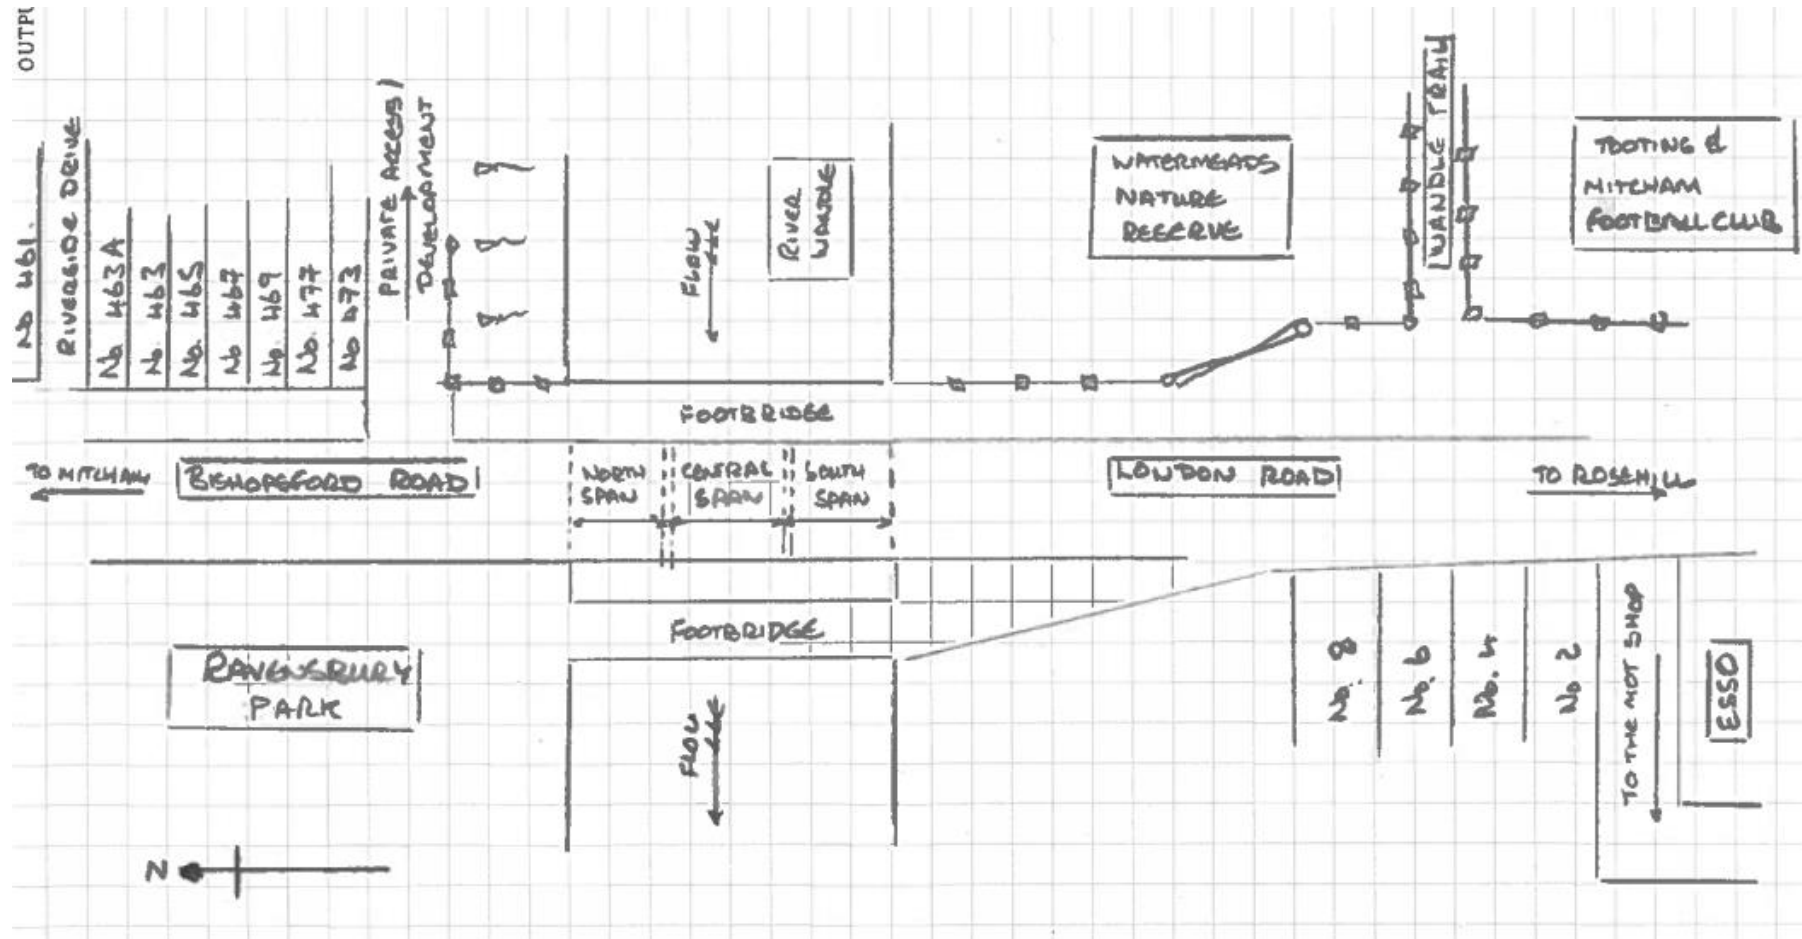 OUTPU
No 461.
RIVERSIDE DRIVE
No. 463A
No. 463
No. 465
No 467
No. 469
No. 477
No 473
PRIVATE ACCESS /
DEVELOPMENT
FLOW
RIVER
WANDLE
WATERMEADS
NATURE
RESERVE
WANDLE TRAIL
TOOTING &
MITCHAM
FOOTBALL CLUB
FOOTBRIDGE
TO MITCHAM
BISHOPSFORD ROAD
NORTH
SPAN
CENTRAL
SPAN
SOUTH
SPAN
LONDON ROAD
TO ROSEHILL
FOOTBRIDGE
RAVENSBURY
PARK
FLOW
No. 8
No. 6
No. 4
No 2
TO THE MOT SHOP
ESSO
N